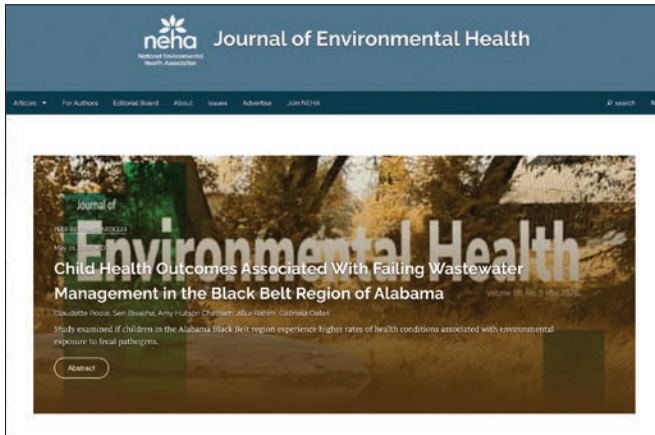 neha
National Environmental
Health Association
Journal of Environmental Health
Articles For Authors Editorial Board About Issues Advertise Join NEHA search
Journal of
Environmental Health
ARTICLES
May
Child Health Outcomes Associated With Failing Wastewater
Management in the Black Belt Region of Alabama
Claudette Poole, Sen Bisakha, Amy Hutson Chatham, Jillur Rahim, Gabriela Oates
Study examined if children in the Alabama Black Belt region experience higher rates of health conditions associated with environmental
exposure to fecal pathogens.
Abstract